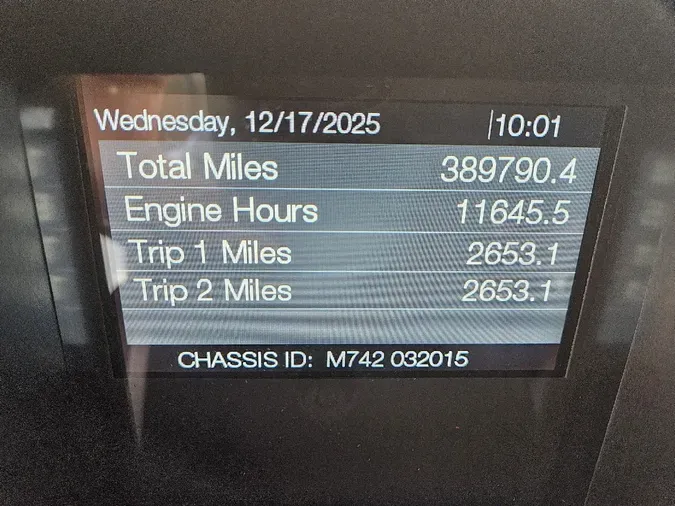 Wednesday, 12/17/2025 10:01
Total Miles 389790.4
Engine Hours 11645.5
Trip 1 Miles 2653.1
Trip 2 Miles 2653.1
CHASSIS ID: M742 032015